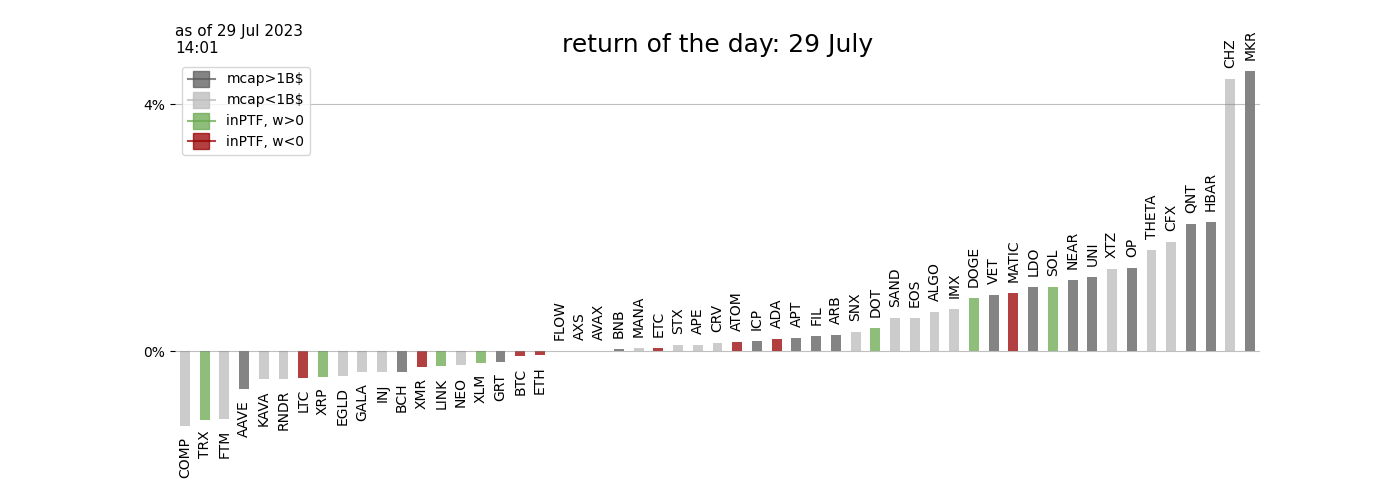 as of 29 Jul 2023
14:01
return of the day: 29 July
mcap>1B$
mcap<1B$
inPTF, w>0
inPTF, w<0
4%
0%
COMP
TRX
FTM
AAVE
KAVA
RNDR
LTC
XRP
EGLD
GALA
INJ
BCH
XMR
LINK
NEO
XLM
GRT
BTC
ETH
FLOW
AXS
AVAX
BNB
MANA
ETC
STX
APE
CRV
ATOM
ICP
ADA
APT
FIL
ARB
SNX
DOT
SAND
EOS
ALGO
IMX
DOGE
VET
MATIC
LDO
SOL
NEAR
UNI
XTZ
OP
THETA
CFX
QNT
HBAR
CHZ
MKR